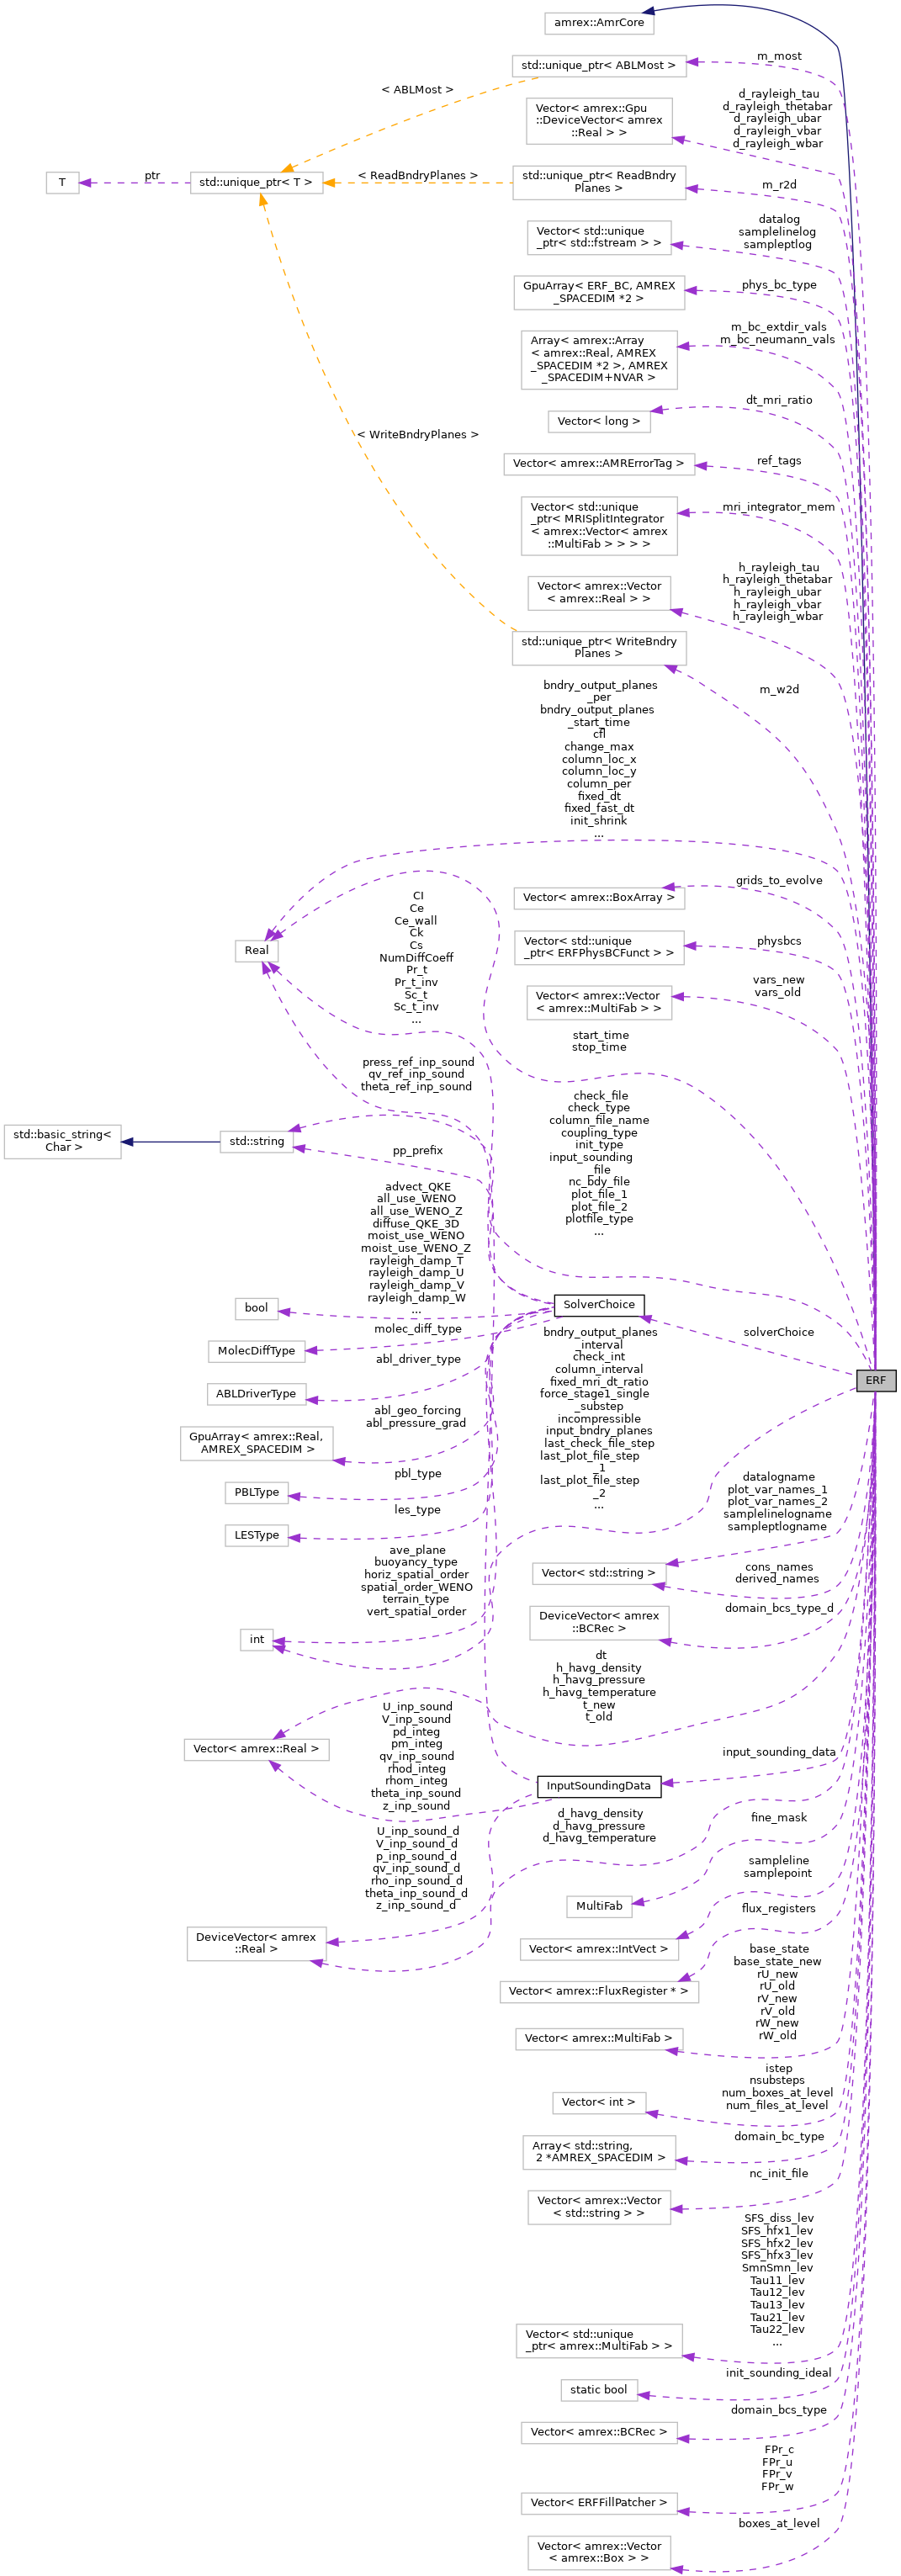 amrex::AmrCore
m_most
std::unique_ptr< ABLMost >
< ABLMost >
d_rayleigh_tau
d_rayleigh_thetabar
d_rayleigh_ubar
d_rayleigh_vbar
d_rayleigh_wbar
Vector< amrex::Gpu
::DeviceVector< amrex
::Real > >
T
ptr
std::unique_ptr< T >
< ReadBndryPlanes >
std::unique_ptr< ReadBndry
Planes >
m_r2d
Vector< std::unique
_ptr< std::fstream > >
datalog
samplelinelog
sampleptlog
GpuArray< ERF_BC, AMREX
_SPACEDIM *2 >
phys_bc_type
Array< amrex::Array
< amrex::Real, AMREX
_SPACEDIM *2 >, AMREX
_SPACEDIM+NVAR >
m_bc_extdir_vals
m_bc_neumann_vals
Vector< long >
dt_mri_ratio
< WriteBndryPlanes >
Vector< amrex::AMRErrorTag >
ref_tags
Vector< std::unique
_ptr< MRISplitIntegrator
< amrex::Vector< amrex
::MultiFab > > > >
mri_integrator_mem
Vector< amrex::Vector
< amrex::Real > >
h_rayleigh_tau
h_rayleigh_thetabar
h_rayleigh_ubar
h_rayleigh_vbar
h_rayleigh_wbar
std::unique_ptr< WriteBndry
Planes >
m_w2d
bndry_output_planes
_per
bndry_output_planes
_start_time
cfl
change_max
column_loc_x
column_loc_y
column_per
fixed_dt
fixed_fast_dt
init_shrink
...
Vector< amrex::BoxArray >
grids_to_evolve
Real
CI
Ce
Ce_wall
Ck
Cs
NumDiffCoeff
Pr_t
Pr_t_inv
Sc_t
Sc_t_inv
...
Vector< std::unique
_ptr< ERFPhysBCFunct > >
physbcs
Vector< amrex::Vector
< amrex::MultiFab > >
vars_new
vars_old
start_time
stop_time
press_ref_inp_sound
qv_ref_inp_sound
theta_ref_inp_sound
check_file
check_type
column_file_name
coupling_type
init_type
input_sounding
_file
nc_bdy_file
plot_file_1
plot_file_2
plotfile_type
...
std::basic_string<
Char >
std::string
pp_prefix
advect_QKE
all_use_WENO
all_use_WENO_Z
diffuse_QKE_3D
moist_use_WENO
moist_use_WENO_Z
rayleigh_damp_T
rayleigh_damp_U
rayleigh_damp_V
rayleigh_damp_W
...
bool
SolverChoice
solverChoice
MolecDiffType
molec_diff_type
ABLDriverType
abl_driver_type
GpuArray< amrex::Real,
AMREX_SPACEDIM >
abl_geo_forcing
abl_pressure_grad
PBLType
pbl_type
LESType
les_type
ERF
bndry_output_planes
_interval
check_int
column_interval
fixed_mri_dt_ratio
force_stage1_single
_substep
incompressible
input_bndry_planes
last_check_file_step
last_plot_file_step
_1
last_plot_file_step
_2
...
ave_plane
buoyancy_type
horiz_spatial_order
spatial_order_WENO
terrain_type
vert_spatial_order
int
datalogname
plot_var_names_1
plot_var_names_2
samplelinelogname
sampleptlogname
Vector< std::string >
cons_names
derived_names
DeviceVector< amrex
::BCRec >
domain_bcs_type_d
dt
h_havg_density
h_havg_pressure
h_havg_temperature
t_new
t_old
Vector< amrex::Real >
U_inp_sound
V_inp_sound
pd_integ
pm_integ
qv_inp_sound
rhod_integ
rhom_integ
theta_inp_sound
z_inp_sound
InputSoundingData
input_sounding_data
d_havg_density
d_havg_pressure
d_havg_temperature
U_inp_sound_d
V_inp_sound_d
p_inp_sound_d
qv_inp_sound_d
rho_inp_sound_d
theta_inp_sound_d
z_inp_sound_d
DeviceVector< amrex
::Real >
fine_mask
MultiFab
sampleline
samplepoint
Vector< amrex::IntVect >
flux_registers
Vector< amrex::FluxRegister * >
base_state
base_state_new
rU_new
rU_old
rV_new
rV_old
rW_new
rW_old
Vector< amrex::MultiFab >
istep
nsubsteps
num_boxes_at_level
num_files_at_level
Vector< int >
domain_bc_type
Array< std::string,
2 *AMREX_SPACEDIM >
nc_init_file
Vector< amrex::Vector
< std::string > >
SFS_diss_lev
SFS_hfx1_lev
SFS_hfx2_lev
SFS_hfx3_lev
SmnSmn_lev
Tau11_lev
Tau12_lev
Tau13_lev
Tau21_lev
Tau22_lev
...
Vector< std::unique
_ptr< amrex::MultiFab > >
init_sounding_ideal
static bool
domain_bcs_type
Vector< amrex::BCRec >
FPr_c
FPr_u
FPr_v
FPr_w
Vector< ERFFillPatcher >
boxes_at_level
Vector< amrex::Vector
< amrex::Box > >